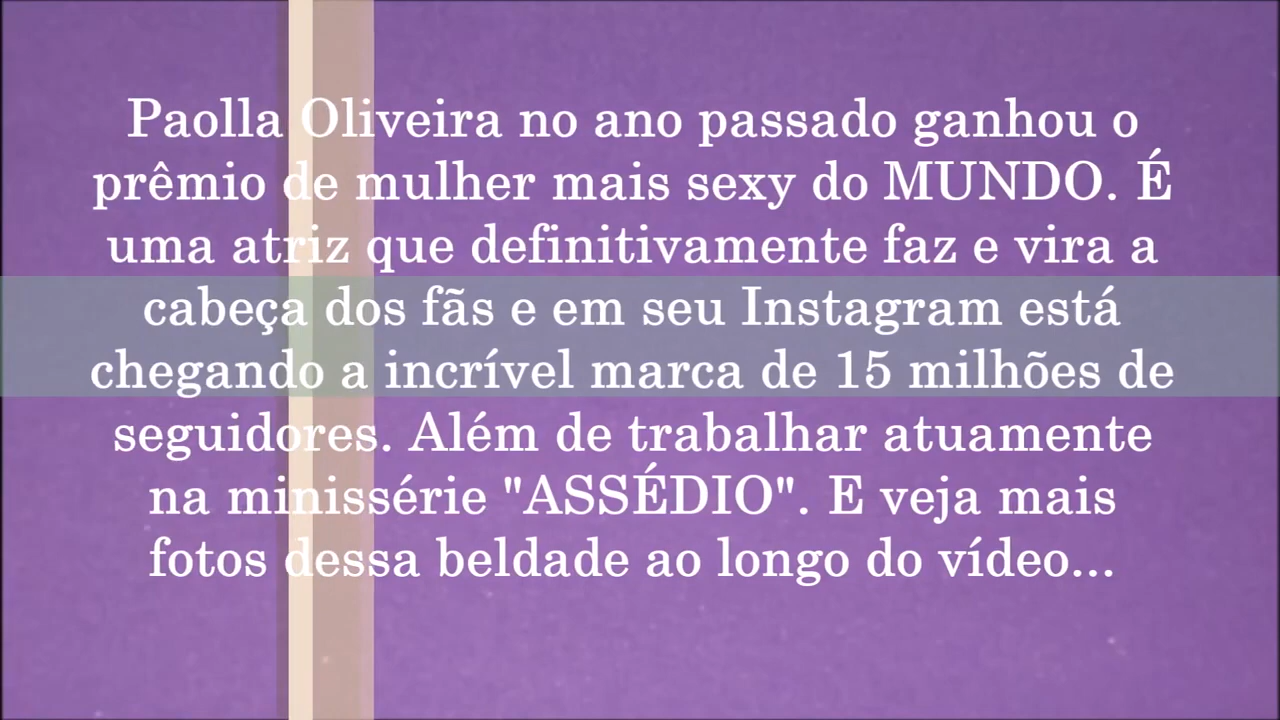 Paolla Oliveira no ano passado ganhou o
prêmio de mulher mais sexy do MUNDO. É
uma atriz que definitivamente faz e vira a
cabeça dos fãs e em seu Instagram está
chegando a incrível marca de 15 milhões de
seguidores. Além de trabalhar atuamente
na minissérie "ASSÉDIO". E veja mais
fotos dessa beldade ao longo do vídeo...